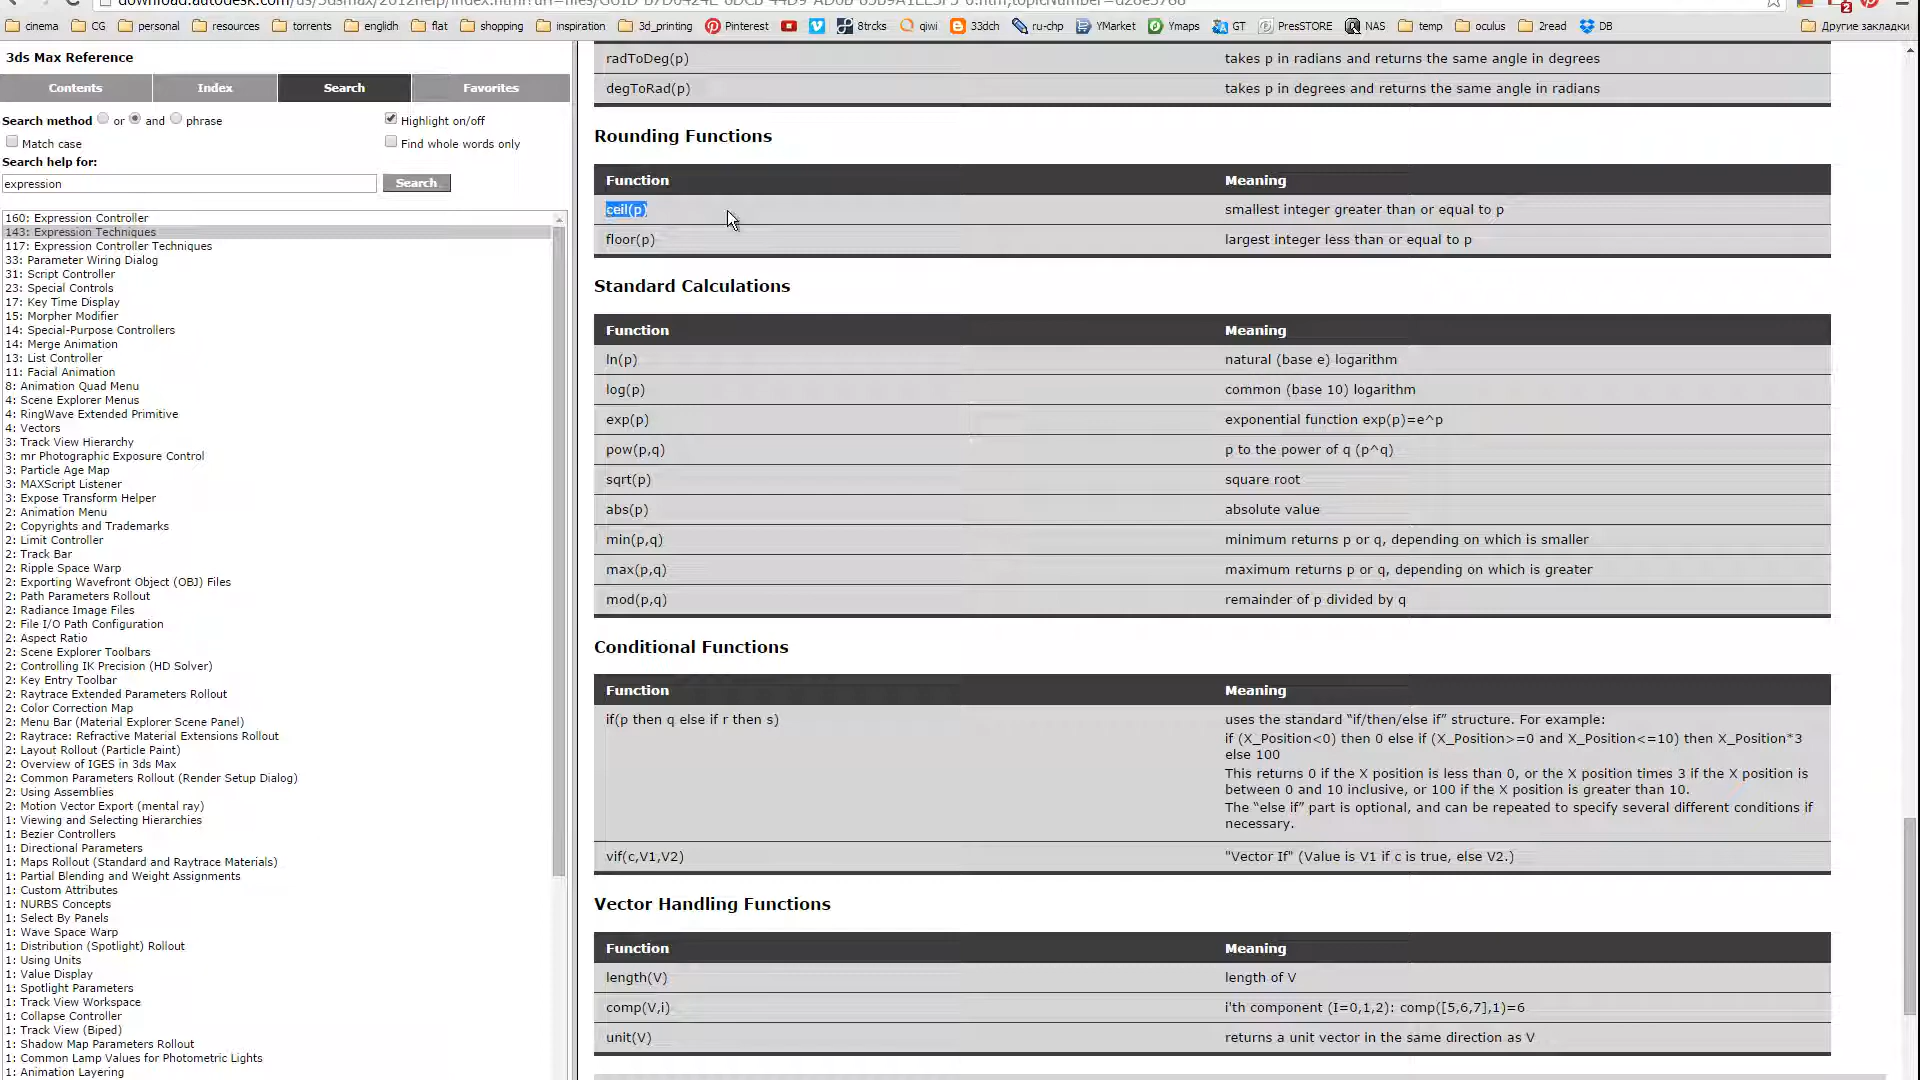 cinema CG personal resources torrents shopping inspiration 3d_printing Pinterest 8trcks qiwi 33dch ru-chp YMarket Ymaps GT PresSTORE NAS temp oculus 2read DB Другие закладки
englidh flat
3ds Max Reference
Contents Index Search Favorites
Search method or and phrase Highlight on/off
Match case Find whole words only
Search help for:
expression Search
160: Expression Controller
143: Expression Techniques
117: Expression Controller Techniques
33: Parameter Wiring Dialog
31: Script Controller
23: Special Controls
17: Key Time Display
15: Morpher Modifier
14: Special-Purpose Controllers
14: Merge Animation
13: List Controller
11: Facial Animation
8: Animation Quad Menu
4: Scene Explorer Menus
4: RingWave Extended Primitive
4: Vectors
3: Track View Hierarchy
3: mr Photographic Exposure Control
3: Particle Age Map
3: MAXScript Listener
3: Expose Transform Helper
2: Animation Menu
2: Copyrights and Trademarks
2: Limit Controller
2: Track Bar
2: Ripple Space Warp
2: Exporting Wavefront Object (OBJ) Files
2: Path Parameters Rollout
2: Radiance Image Files
2: File I/O Path Configuration
2: Aspect Ratio
2: Scene Explorer Toolbars
2: Controlling IK Precision (HD Solver)
2: Key Entry Toolbar
2: Raytrace Extended Parameters Rollout
2: Color Correction Map
2: Menu Bar (Material Explorer Scene Panel)
2: Raytrace: Refractive Material Extensions Rollout
2: Layout Rollout (Particle Paint)
2: Overview of IGES in 3ds Max
2: Common Parameters Rollout (Render Setup Dialog)
2: Using Assemblies
2: Motion Vector Export (mental ray)
1: Viewing and Selecting Hierarchies
1: Bezier Controllers
1: Directional Parameters
1: Maps Rollout (Standard and Raytrace Materials)
1: Partial Blending and Weight Assignments
1: Custom Attributes
1: NURBS Concepts
1: Select By Panels
1: Wave Space Warp
1: Distribution (Spotlight) Rollout
1: Using Units
1: Value Display
1: Spotlight Parameters
1: Track View Workspace
1: Collapse Controller
1: Track View (Biped)
1: Shadow Map Parameters Rollout
1: Common Lamp Values for Photometric Lights
1: Animation Layering
radToDeg(p) takes p in radians and returns the same angle in degrees
degToRad(p) takes p in degrees and returns the same angle in radians
Rounding Functions
Function Meaning
ceil(p) smallest integer greater than or equal to p
floor(p) largest integer less than or equal to p
Standard Calculations
Function Meaning
ln(p) natural (base e) logarithm
log(p) common (base 10) logarithm
exp(p) exponential function exp(p)=e^p
pow(p,q) p to the power of q (p^q)
sqrt(p) square root
abs(p) absolute value
min(p,q) minimum returns p or q, depending on which is smaller
max(p,q) maximum returns p or q, depending on which is greater
mod(p,q) remainder of p divided by q
Conditional Functions
Function Meaning
if(p then q else if r then s) uses the standard “if/then/else if” structure. For example:
if (X_Position<0) then 0 else if (X_Position>=0 and X_Position<=10) then X_Position*3
else 100
This returns 0 if the X position is less than 0, or the X position times 3 if the X position is
between 0 and 10 inclusive, or 100 if the X position is greater than 10.
The “else if” part is optional, and can be repeated to specify several different conditions if
necessary.
vif(c,V1,V2) "Vector If" (Value is V1 if c is true, else V2.)
Vector Handling Functions
Function Meaning
length(V) length of V
comp(V,i) i'th component (I=0,1,2): comp([5,6,7],1)=6
unit(V) returns a unit vector in the same direction as V